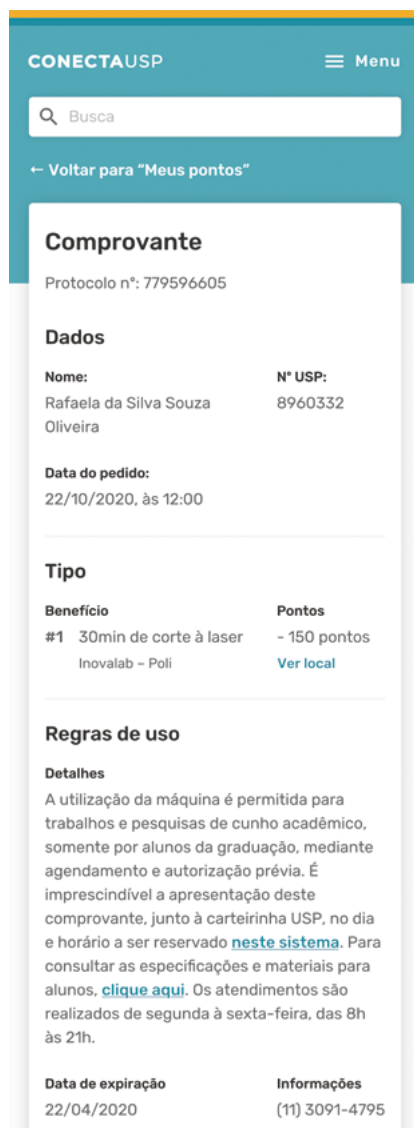 CONECTAUSP
Menu
Busca
← Voltar para “Meus pontos”
Comprovante
Protocolo nº: 779596605
Dados
Nome: Nº USP:
Rafaela da Silva Souza 8960332
Oliveira
Data do pedido:
22/10/2020, às 12:00
Tipo
Benefício Pontos
#1 30min de corte à laser - 150 pontos
Inovalab – Poli Ver local
Regras de uso
Detalhes
A utilização da máquina é permitida para
trabalhos e pesquisas de cunho acadêmico,
somente por alunos da graduação, mediante
agendamento e autorização prévia. É
imprescindível a apresentação deste
comprovante, junto à carteirinha USP, no dia
e horário a ser reservado neste sistema. Para
consultar as especificações e materiais para
alunos, clique aqui. Os atendimentos são
realizados de segunda à sexta-feira, das 8h
às 21h.
Data de expiração Informações
22/04/2020 (11) 3091-4795